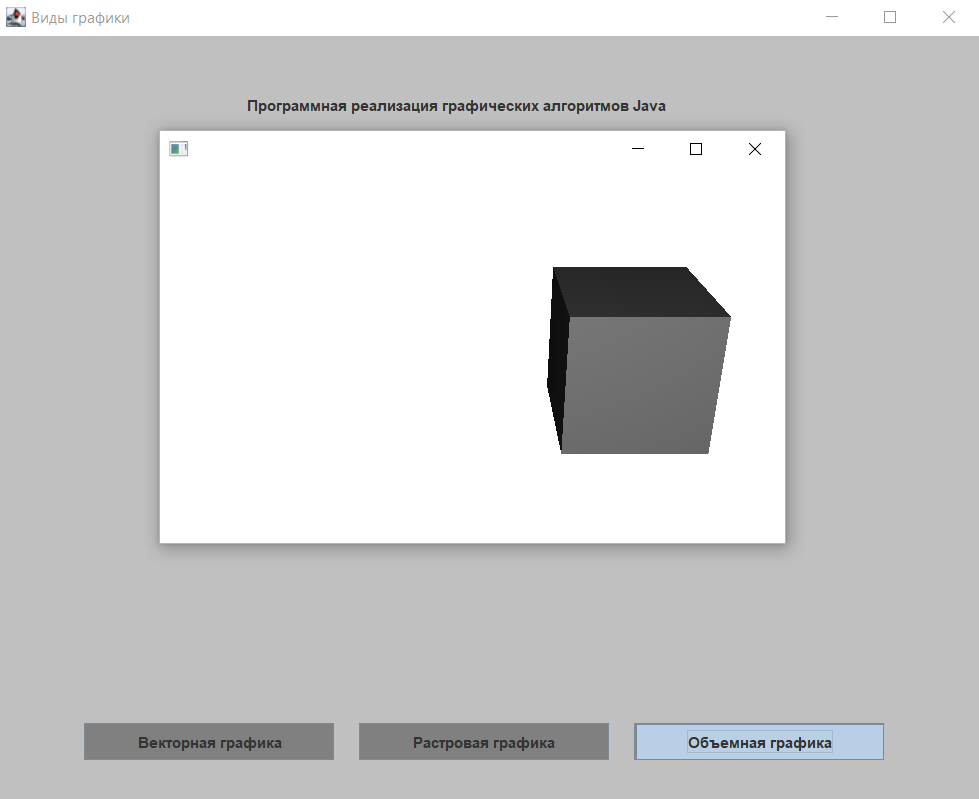 Виды графики
Программная реализация графических алгоритмов Java
Векторная графика
Растровая графика
Объемная графика